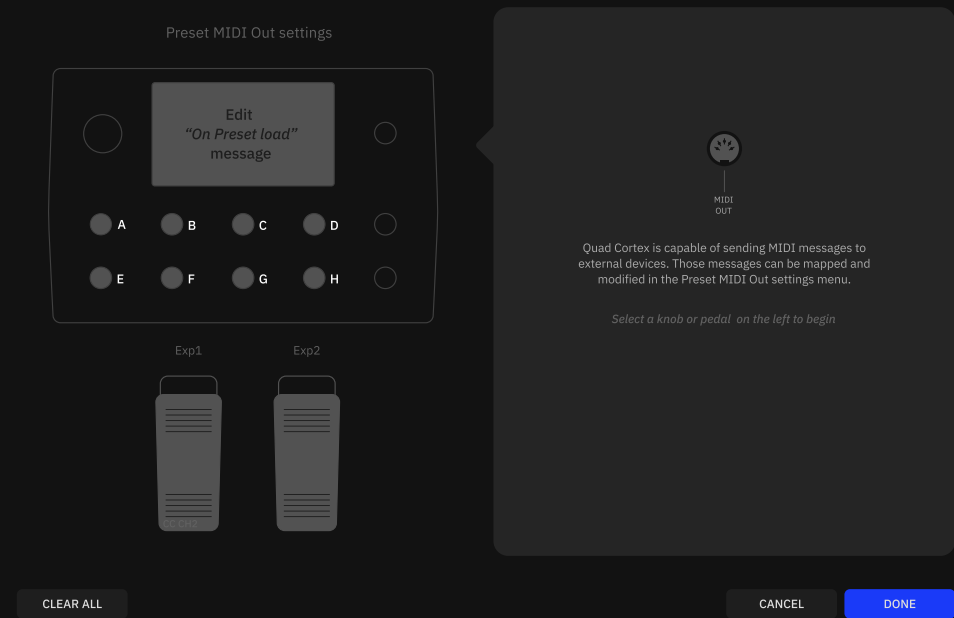 Preset MIDI Out settings
Edit
“On Preset load”
message
A
B
C
D
E
F
G
H
Exp1
Exp2
CC CH2
MIDI
OUT
Quad Cortex is capable of sending MIDI messages to
external devices. Those messages can be mapped and
modified in the Preset MIDI Out settings menu.
Select a knob or pedal on the left to begin
CLEAR ALL
CANCEL
DONE